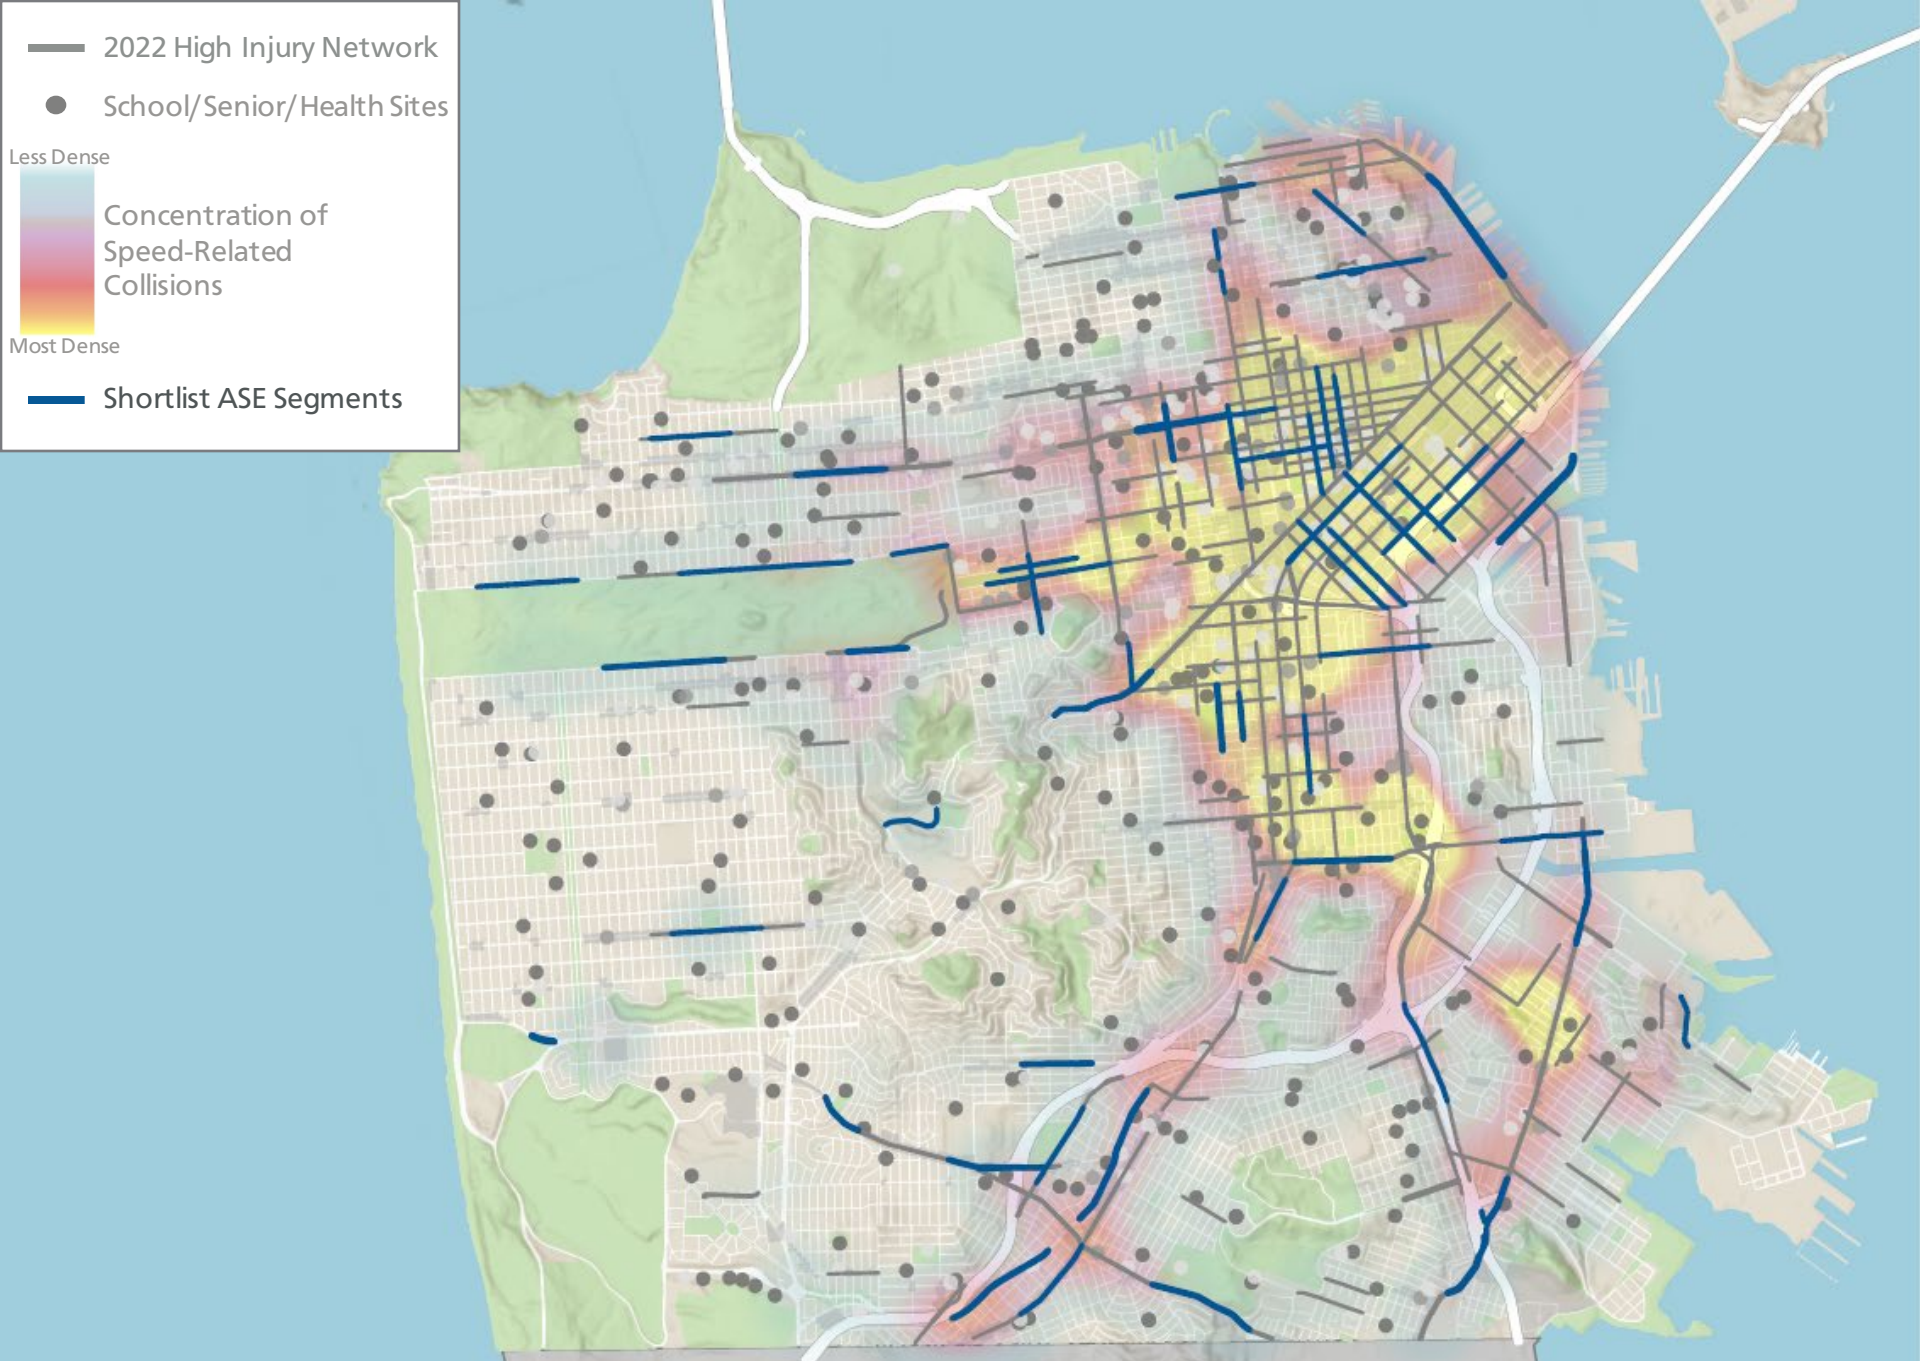 2022 High Injury Network
School/Senior/Health Sites
Less Dense
Concentration of
Speed-Related
Collisions
Most Dense
Shortlist ASE Segments